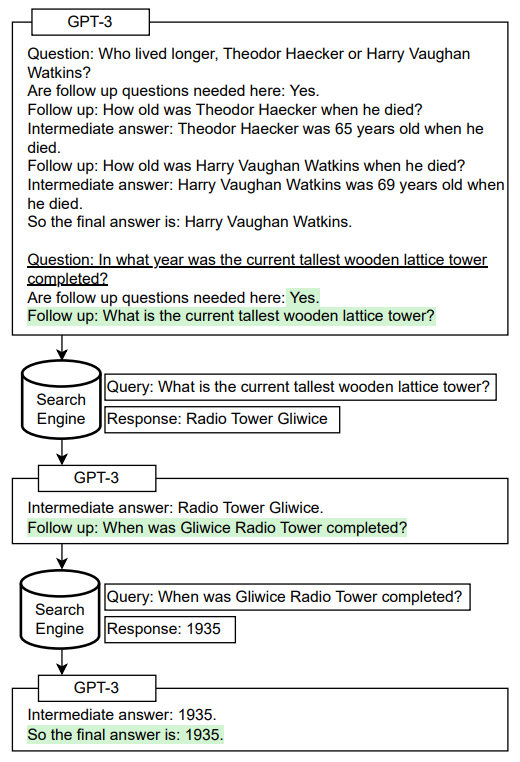 GPT-3
Question: Who lived longer, Theodor Haecker or Harry Vaughan
Watkins?
Are follow up questions needed here: Yes.
Follow up: How old was Theodor Haecker when he died?
Intermediate answer: Theodor Haecker was 65 years old when he
died.
Follow up: How old was Harry Vaughan Watkins when he died?
Intermediate answer: Harry Vaughan Watkins was 69 years old when
he died.
So the final answer is: Harry Vaughan Watkins.
Question: In what year was the current tallest wooden lattice tower
completed?
Are follow up questions needed here: Yes.
Follow up: What is the current tallest wooden lattice tower?
Search
Engine
Query: What is the current tallest wooden lattice tower?
Response: Radio Tower Gliwice
GPT-3
Intermediate answer: Radio Tower Gliwice.
Follow up: When was Gliwice Radio Tower completed?
Search
Engine
Query: When was Gliwice Radio Tower completed?
Response: 1935
GPT-3
Intermediate answer: 1935.
So the final answer is: 1935.